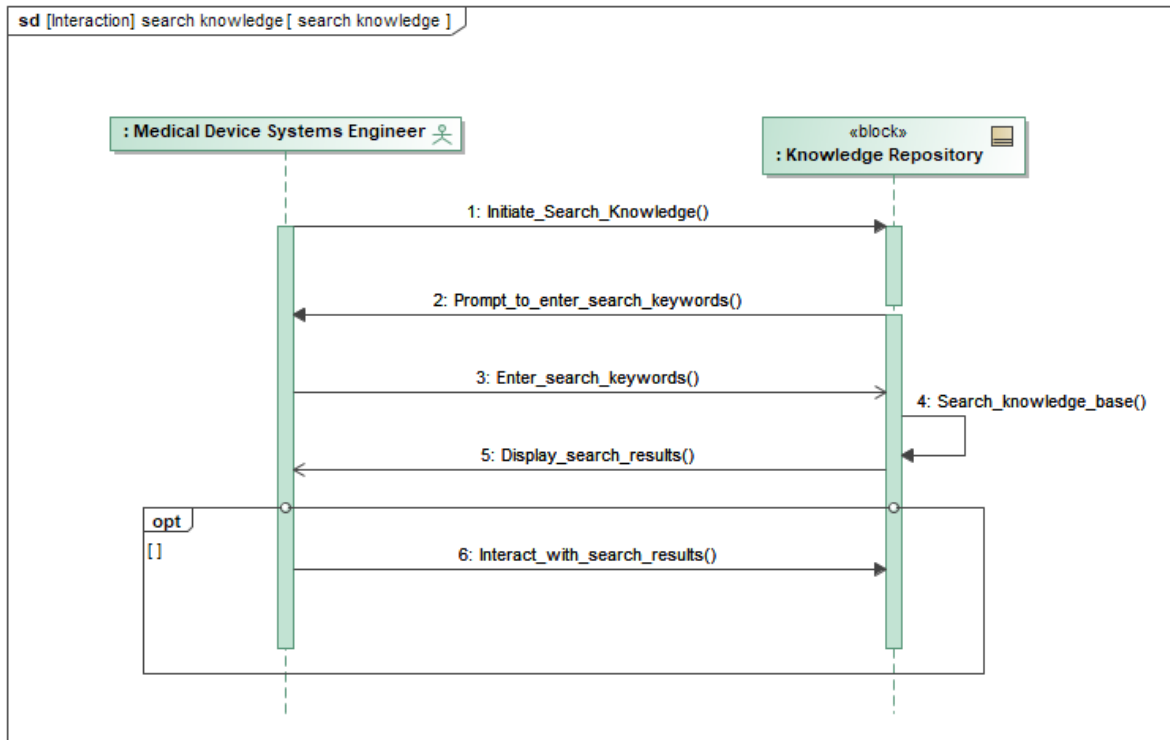 sd [Interaction] search knowledge [ search knowledge ]
: Medical Device Systems Engineer
«block»
: Knowledge Repository
1: Initiate_Search_Knowledge()
2: Prompt_to_enter_search_keywords()
3: Enter_search_keywords()
4: Search_knowledge_base()
5: Display_search_results()
opt
[ ]
6: Interact_with_search_results()